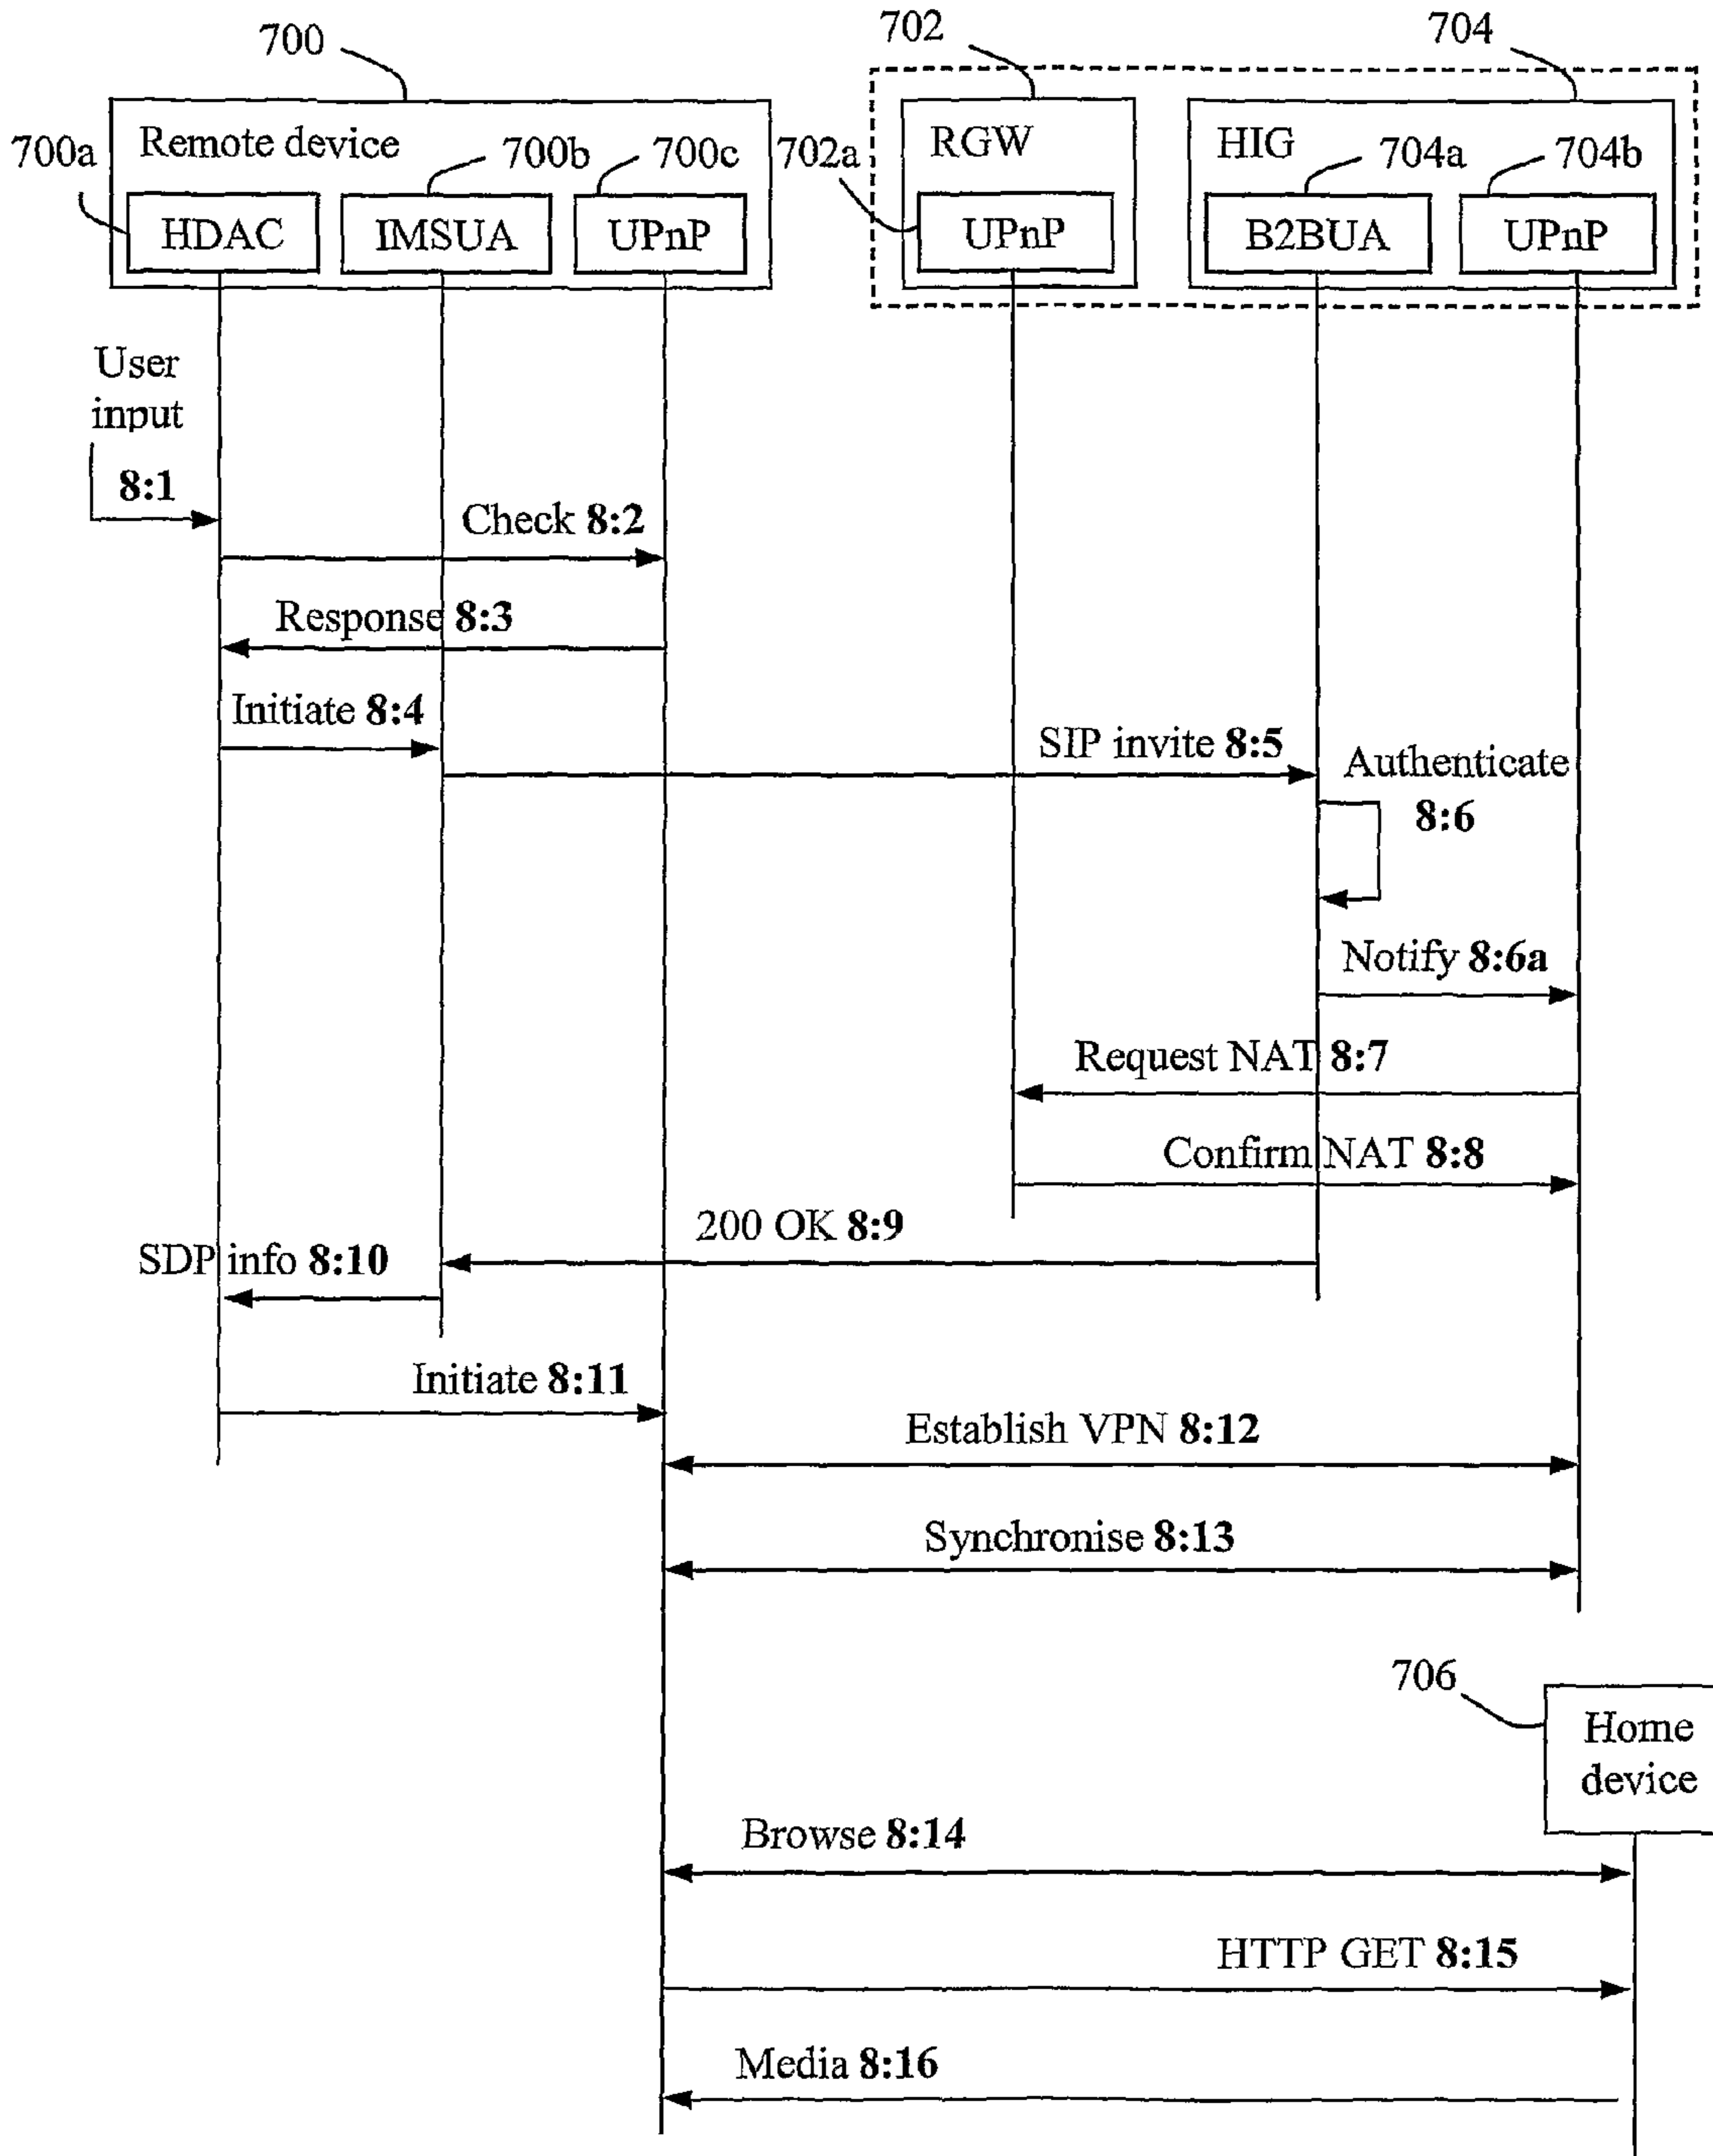 700
702
704
Remote device
RGW
HIG
700a
700b
700c
702a
704a
704b
HDAC
IMSUA
UPnP
UPnP
B2BUA
UPnP
User
input
8:1
Check 8:2
Response 8:3
Initiate 8:4
SIP invite 8:5
Authenticate
8:6
Notify 8:6a
Request NAT 8:7
Confirm NAT 8:8
200 OK 8:9
SDP info 8:10
Initiate 8:11
Establish VPN 8:12
Synchronise 8:13
706
Home
device
Browse 8:14
HTTP GET 8:15
Media 8:16